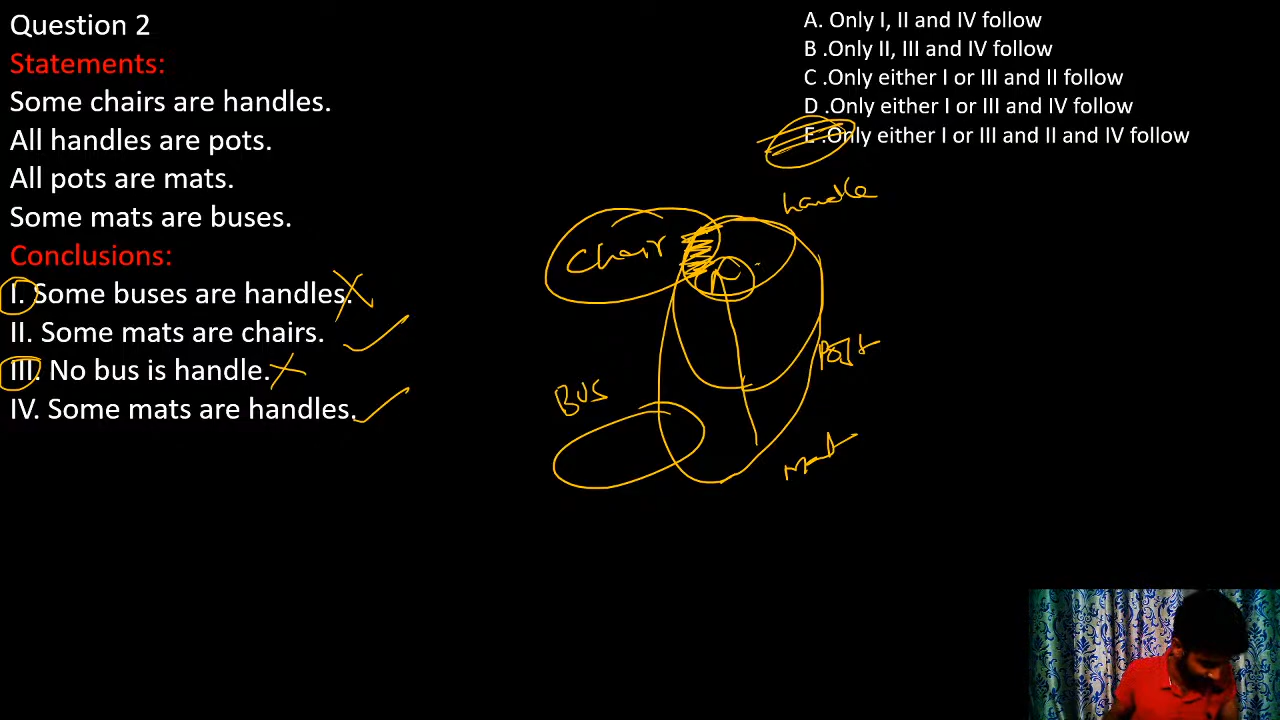 Question 2
Statements:
Some chairs are handles.
All handles are pots.
All pots are mats.
Some mats are buses.
Conclusions:
I. Some buses are handles.
II. Some mats are chairs.
III. No bus is handle.
IV. Some mats are handles.
A. Only I, II and IV follow
B .Only II, III and IV follow
C .Only either I or III and II follow
D .Only either I or III and IV follow
E .Only either I or III and II and IV follow
handle
Chair
BUS